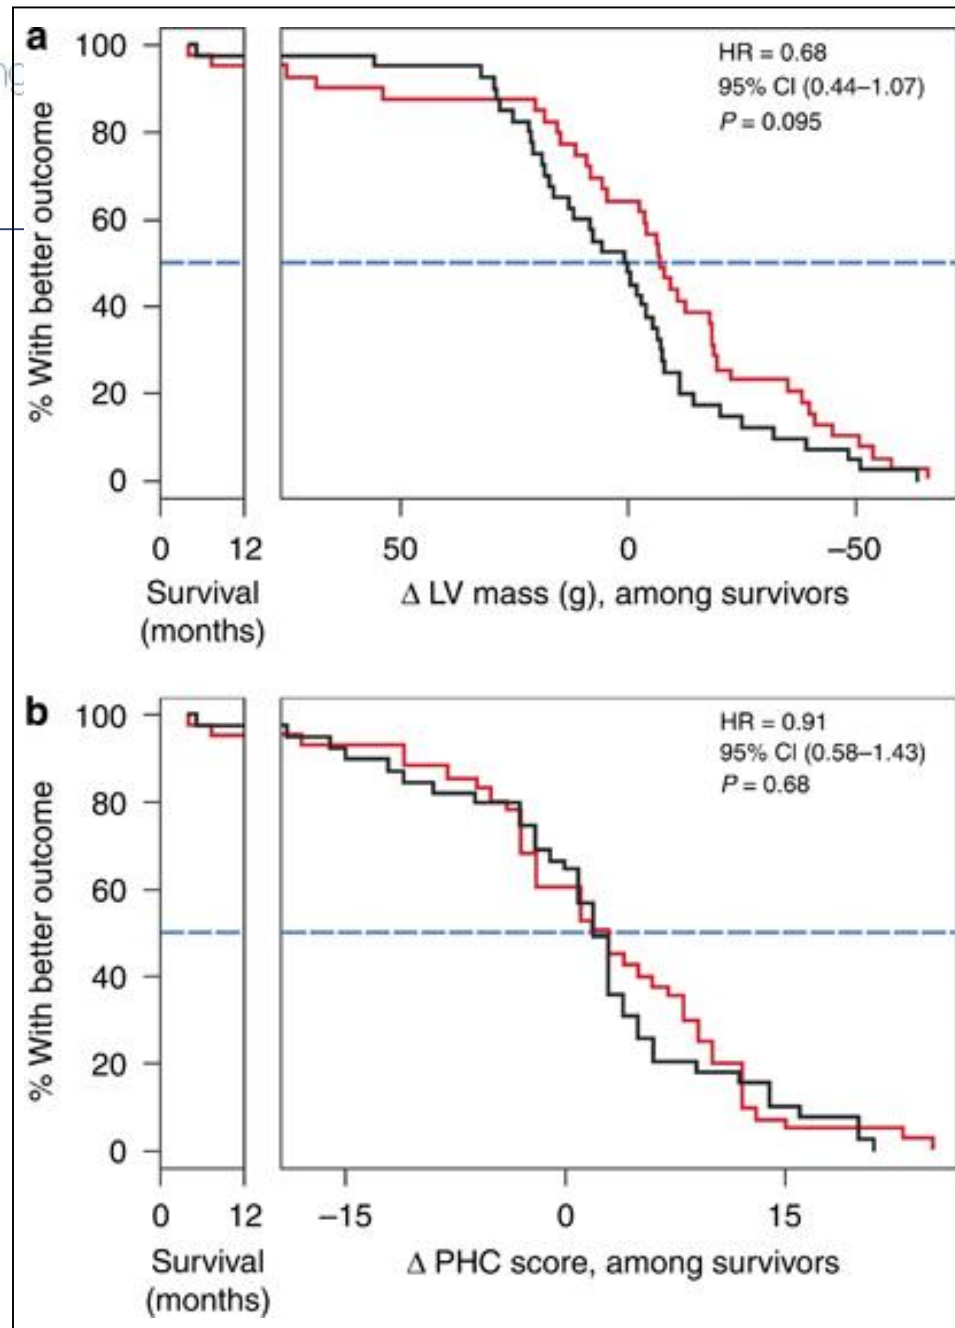 a
HR = 0.68
95% CI (0.44–1.07)
P = 0.095
% With better outcome
100
80
60
40
20
0
0 12 50 0 –50
Survival
(months)
Δ LV mass (g), among survivors
b
HR = 0.91
95% CI (0.58–1.43)
P = 0.68
% With better outcome
100
80
60
40
20
0
0 12 –15 0 15
Survival
(months)
Δ PHC score, among survivors